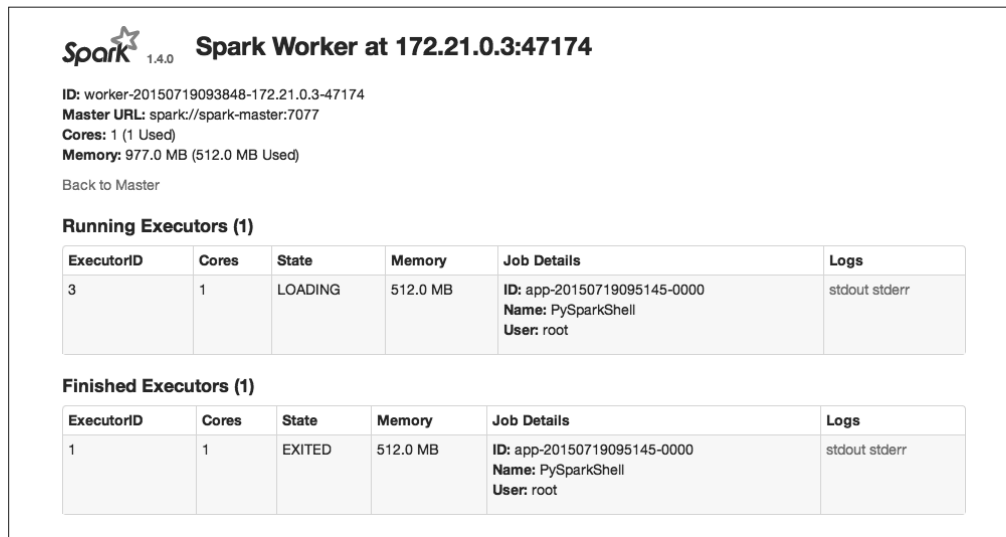 Spark 1.4.0 Spark Worker at 172.21.0.3:47174
ID: worker-20150719093848-172.21.0.3-47174
Master URL: spark://spark-master:7077
Cores: 1 (1 Used)
Memory: 977.0 MB (512.0 MB Used)
Back to Master
Running Executors (1)
ExecutorID Cores State Memory Job Details Logs
3 1 LOADING 512.0 MB ID: app-20150719095145-0000 stdout stderr
Name: PySparkShell
User: root
Finished Executors (1)
ExecutorID Cores State Memory Job Details Logs
1 1 EXITED 512.0 MB ID: app-20150719095145-0000 stdout stderr
Name: PySparkShell
User: root